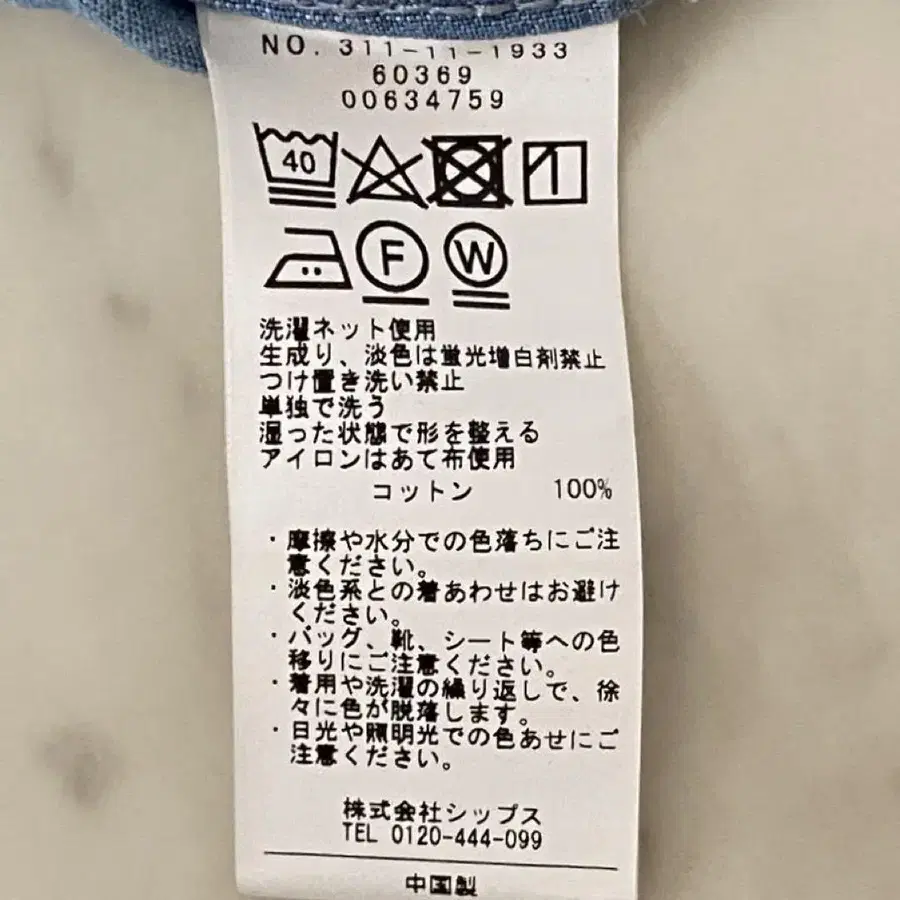 NO. 311-11-1933
60369
00634759
40
F W
洗濯ネット使用
生成り、淡色は蛍光増白剤禁止
つけ置き洗い禁止
単独で洗う
湿った状態で形を整える
アイロンはあて布使用
コットン 100%
・摩擦や水分での色落ちにご注
意ください。
・淡色系との着あわせはお避け
ください。
・バッグ、靴、シート等への色
移りにご注意ください。
・着用や洗濯の繰り返しで、徐
々に色が脱落します。
・日光や照明光での色あせにご
注意ください。
株式会社シップス
TEL 0120-444-099
中国製